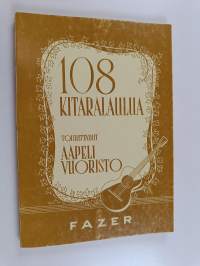 108
KITARALAULUA
TOIMITTANUT
AAPELI
VUORISTO
FAZER